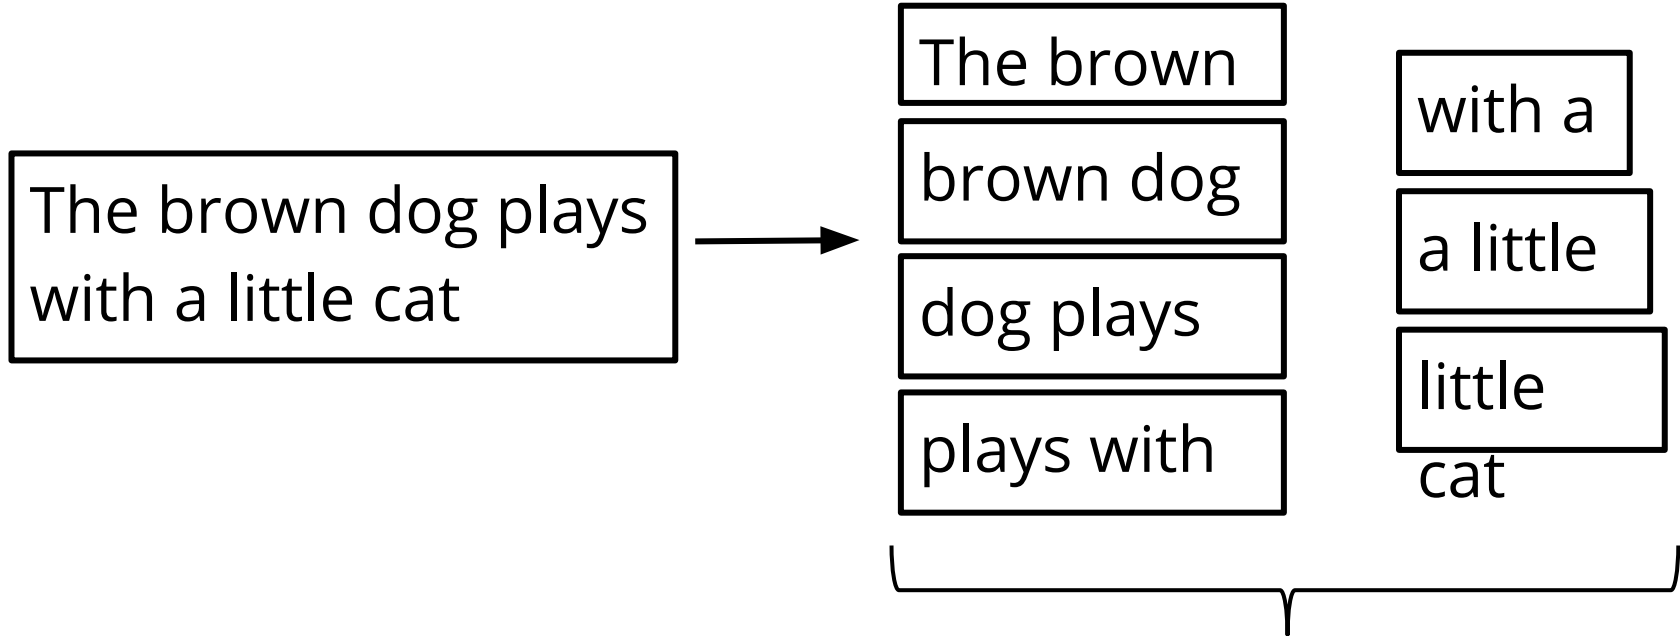 The brown dog plays
with a little cat
The brown
brown dog
dog plays
plays with
with a
a little
little
cat